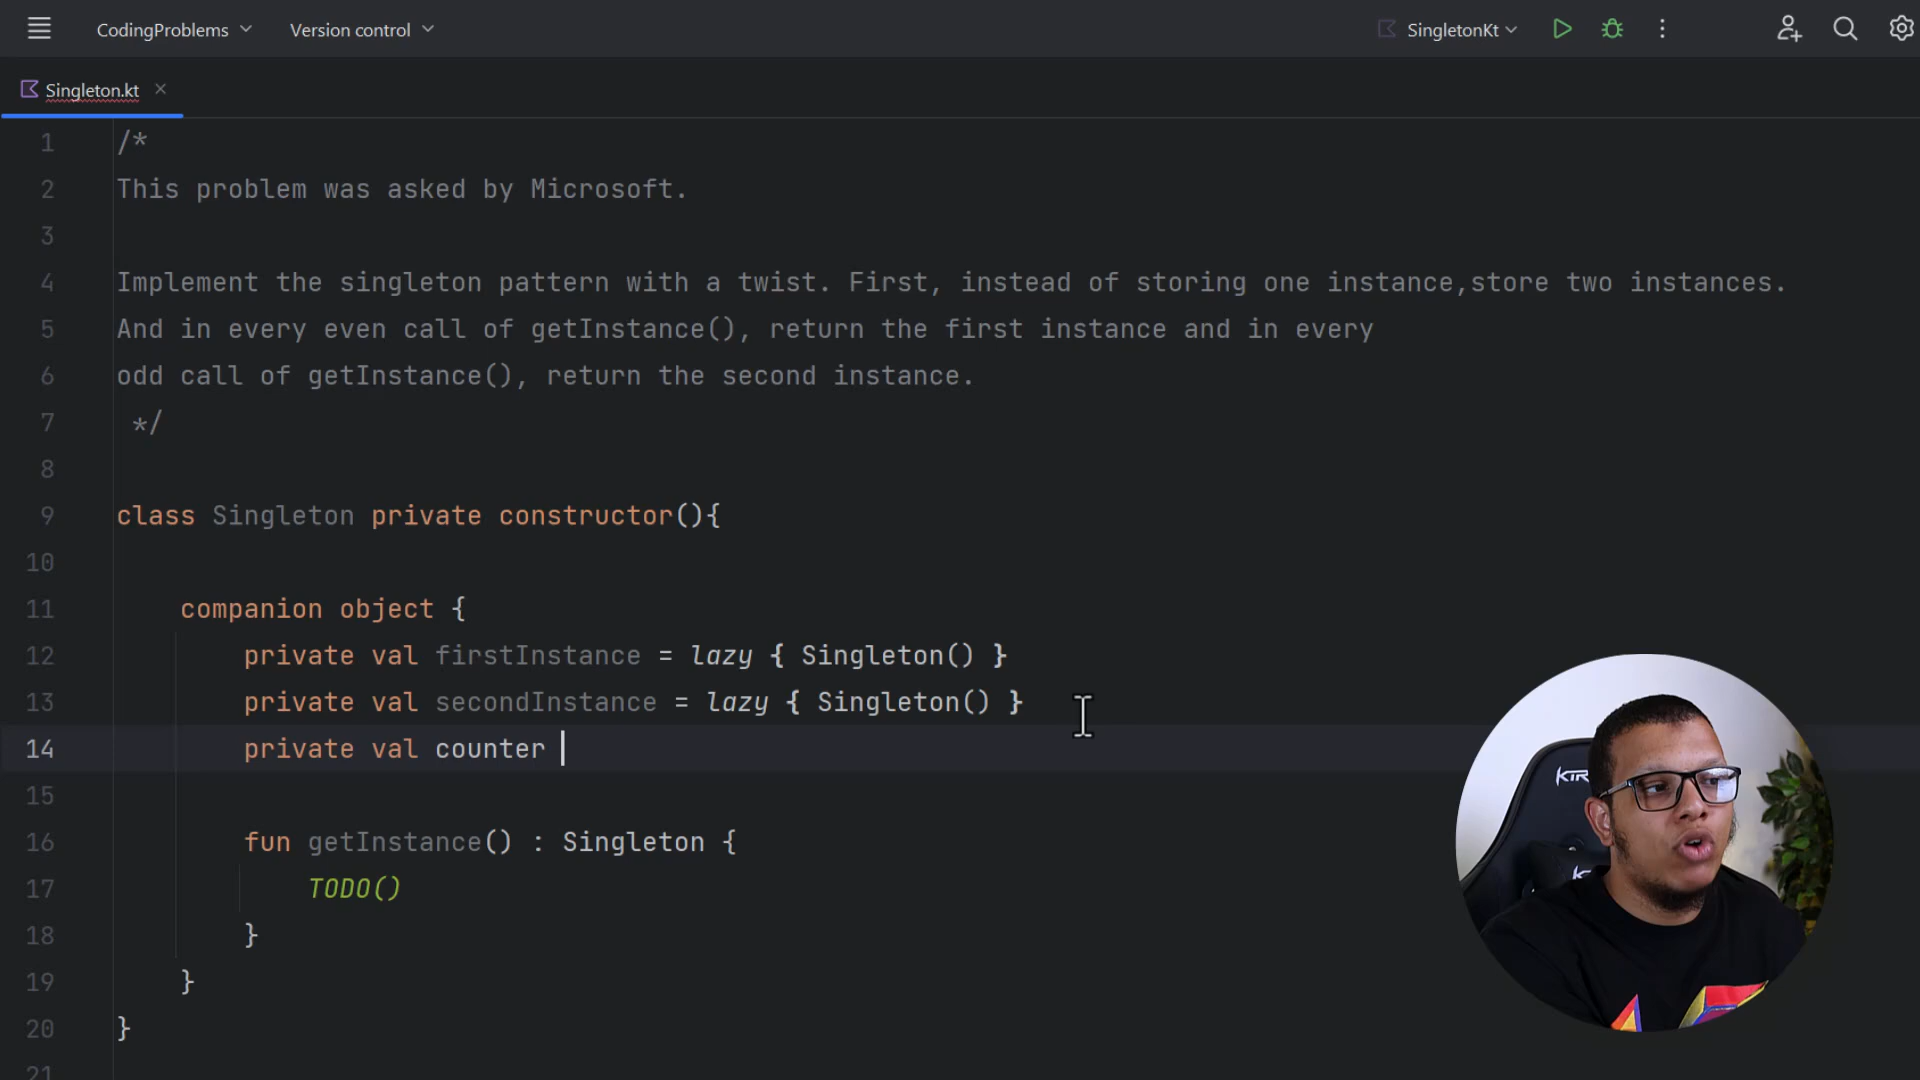 CodingProblems
Version control
SingletonKt
Singleton.kt
1 /*
2 This problem was asked by Microsoft.
3
4 Implement the singleton pattern with a twist. First, instead of storing one instance,store two instances.
5 And in every even call of getInstance(), return the first instance and in every
6 odd call of getInstance(), return the second instance.
7 */
8
9 class Singleton private constructor(){
10
11 companion object {
12 private val firstInstance = lazy { Singleton() }
13 private val secondInstance = lazy { Singleton() }
14 private val counter
15
16 fun getInstance() : Singleton {
17 TODO()
18 }
19 }
20 }
21